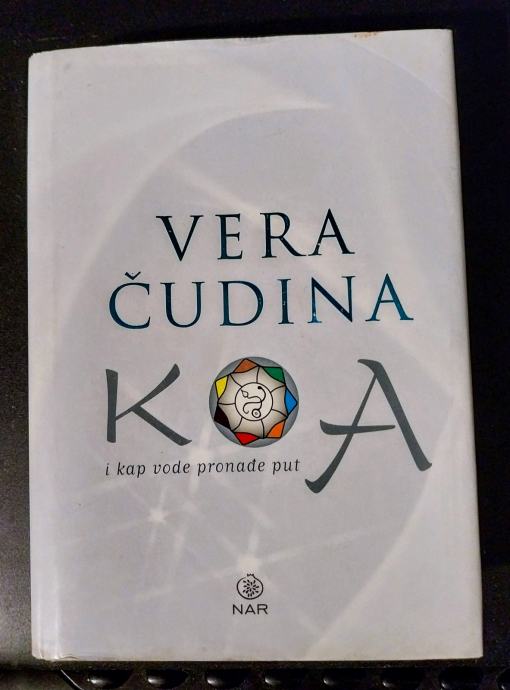 VERA
ČUDINA
KOA
i kap vode pronađe put
NAR